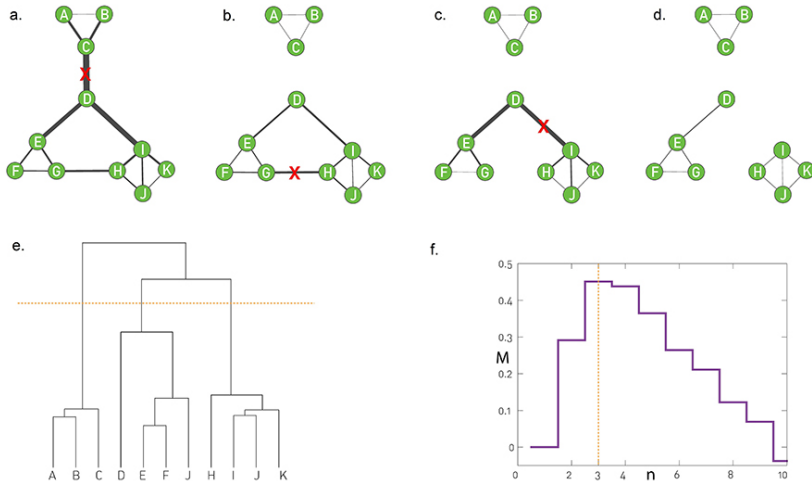 a.
A B
C
X
D
E
I
F G H K
J
b.
A B
C
D
E
I
F G X H K
J
c.
A B
C
D
X
E
I
F G H K
J
d.
A B
C
D
E
I
F G H K
J
e.
A B C D E F J H I J K
f.
0.5
0.4
0.3
M
0.2
0.1
0
0 2 3 4 n 6 8 10